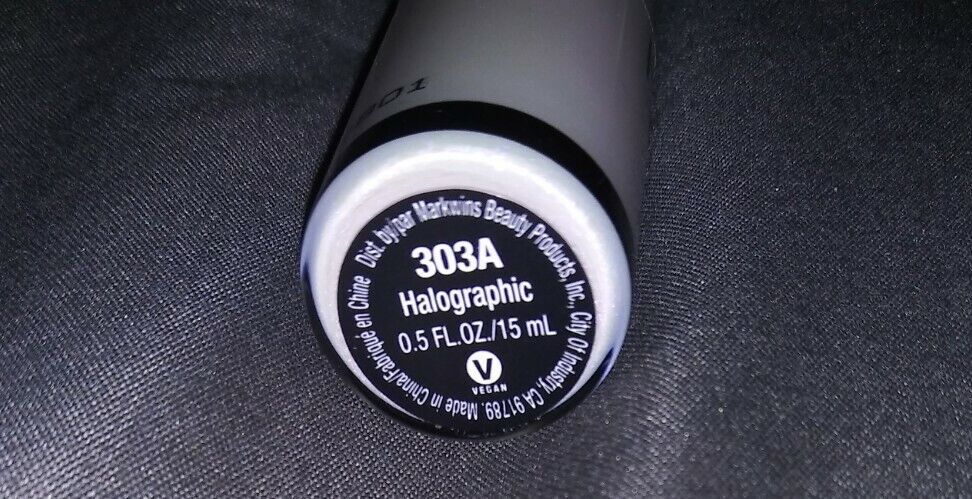 303A
Halographic
0.5 FL.OZ./15 mL
V
VEGAN
Dist. by/par Markwins Beauty Products, Inc., City Of Industry, CA 91789. Made in China/Fabriqué en Chine